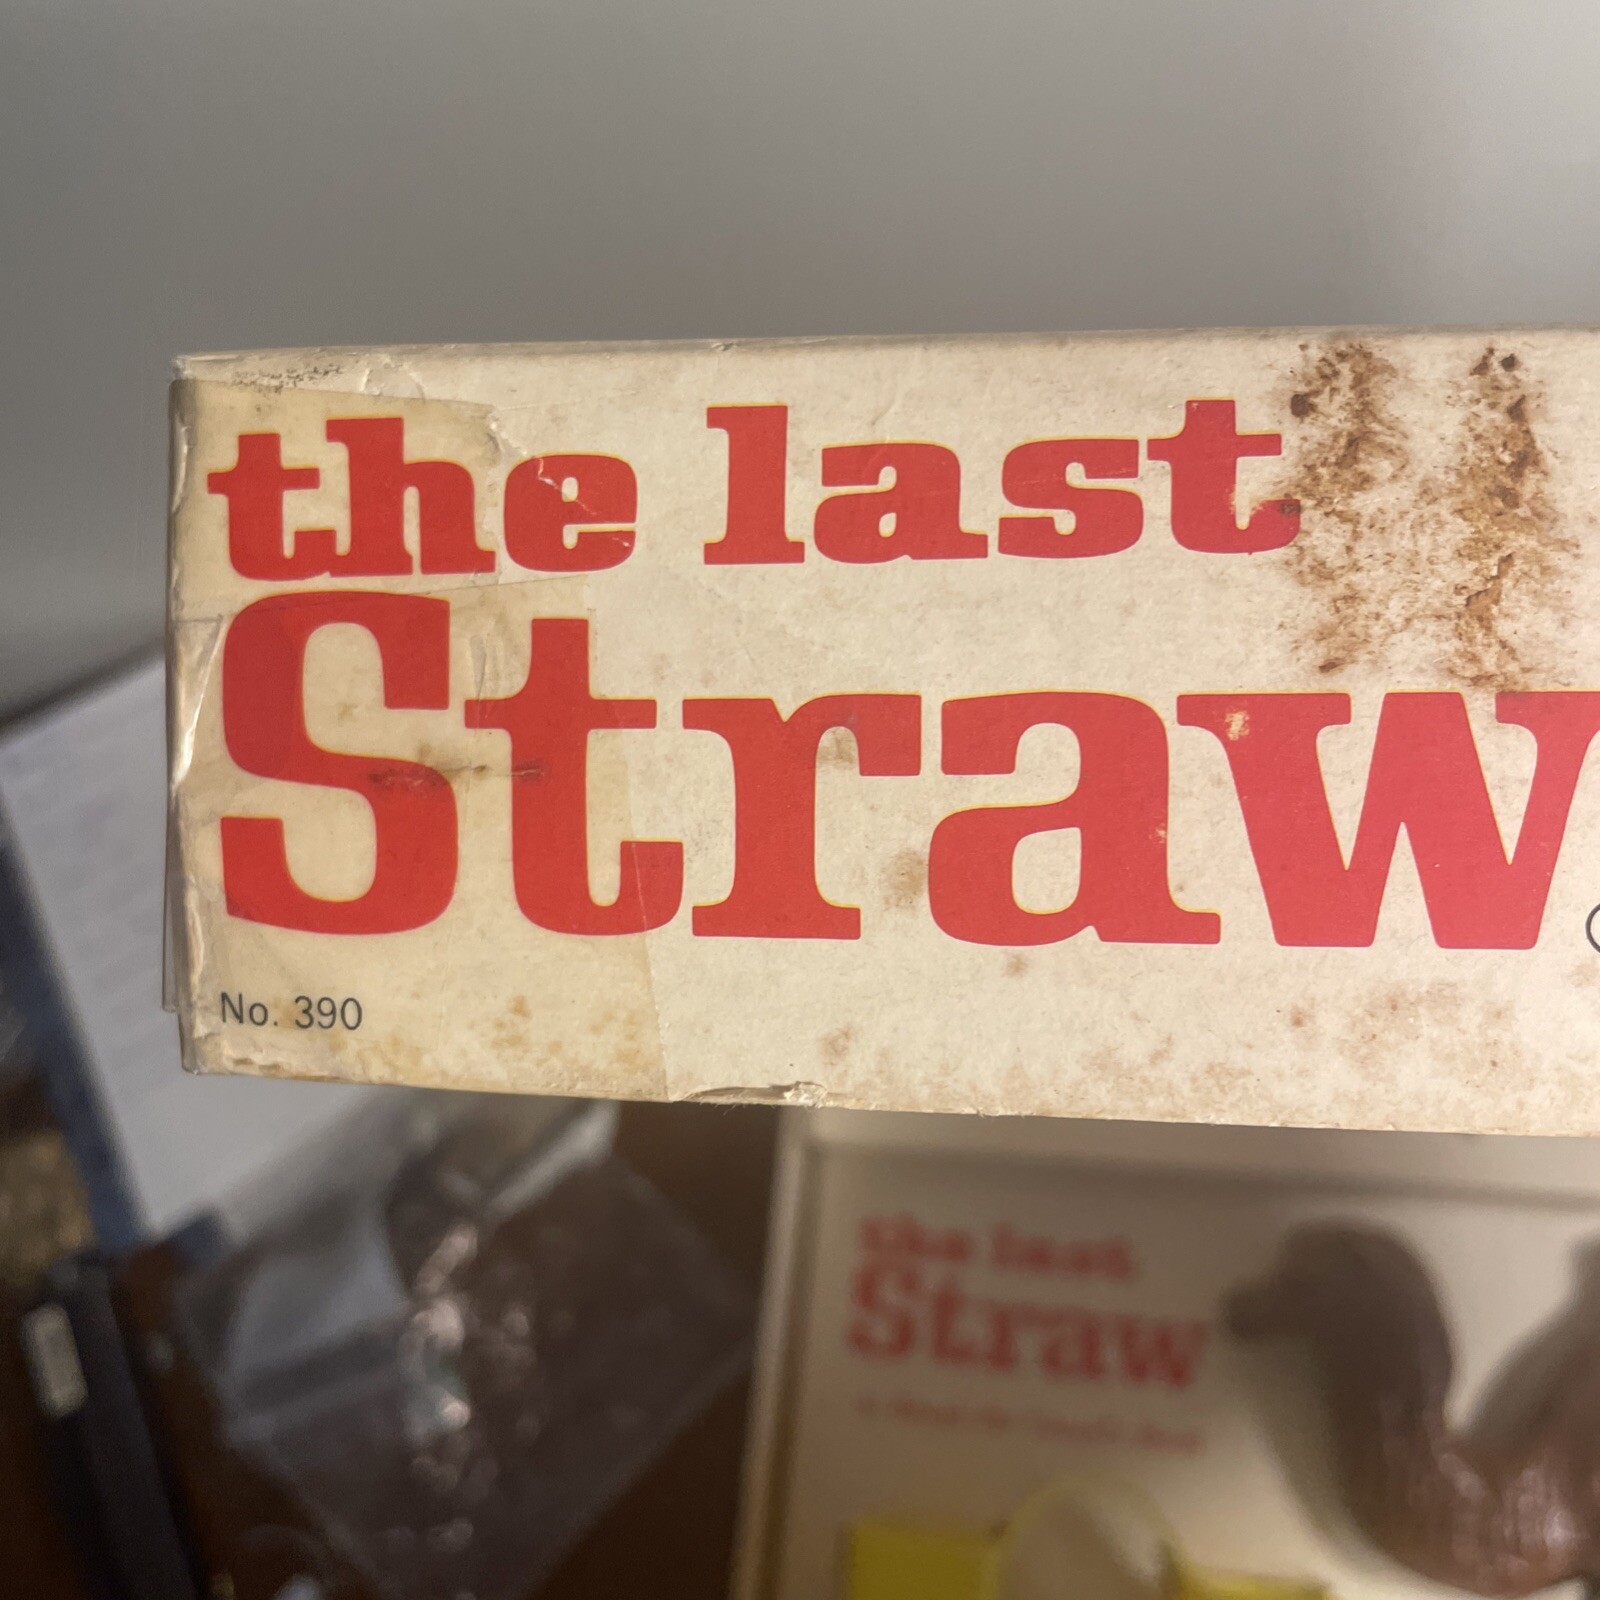 the last
Straw
No. 390
the last
Straw